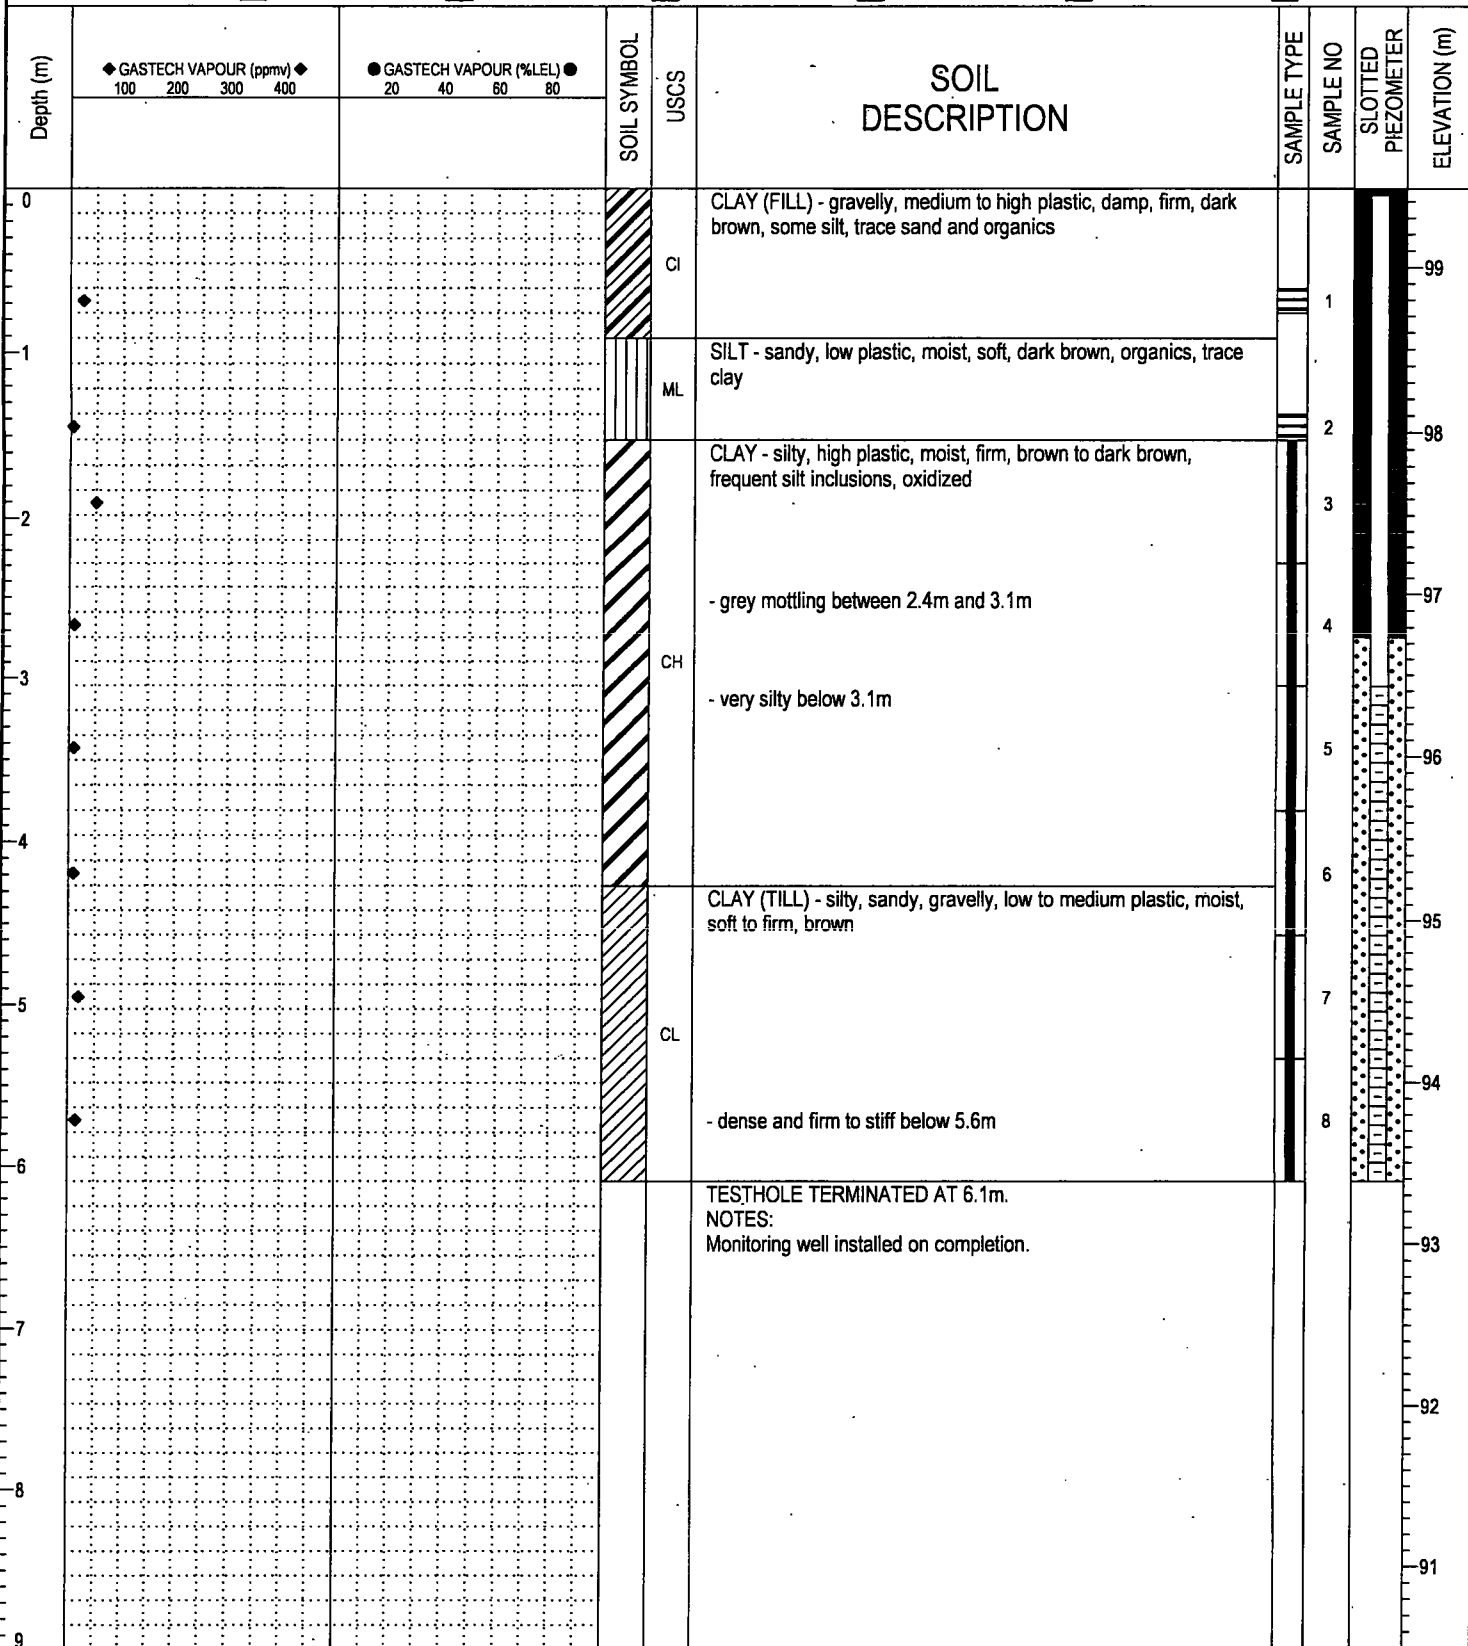 Depth (m)
◆ GASTECH VAPOUR (ppmv) ◆
100 200 300 400
● GASTECH VAPOUR (%LEL) ●
20 40 60 80
SOIL SYMBOL
USCS
SOIL
DESCRIPTION
SAMPLE TYPE
SAMPLE NO
SLOTTED
PIEZOMETER
ELEVATION (m)
0
CLAY (FILL) - gravelly, medium to high plastic, damp, firm, dark
brown, some silt, trace sand and organics
CI
99
1
1
SILT - sandy, low plastic, moist, soft, dark brown, organics, trace
clay
ML
2
98
CLAY - silty, high plastic, moist, firm, brown to dark brown,
frequent silt inclusions, oxidized
3
2
- grey mottling between 2.4m and 3.1m
97
4
CH
3
- very silty below 3.1m
5
96
4
6
CLAY (TILL) - silty, sandy, gravelly, low to medium plastic, moist,
soft to firm, brown
95
7
5
CL
94
- dense and firm to stiff below 5.6m
8
6
TESTHOLE TERMINATED AT 6.1m.
NOTES:
Monitoring well installed on completion.
93
7
92
8
91
9